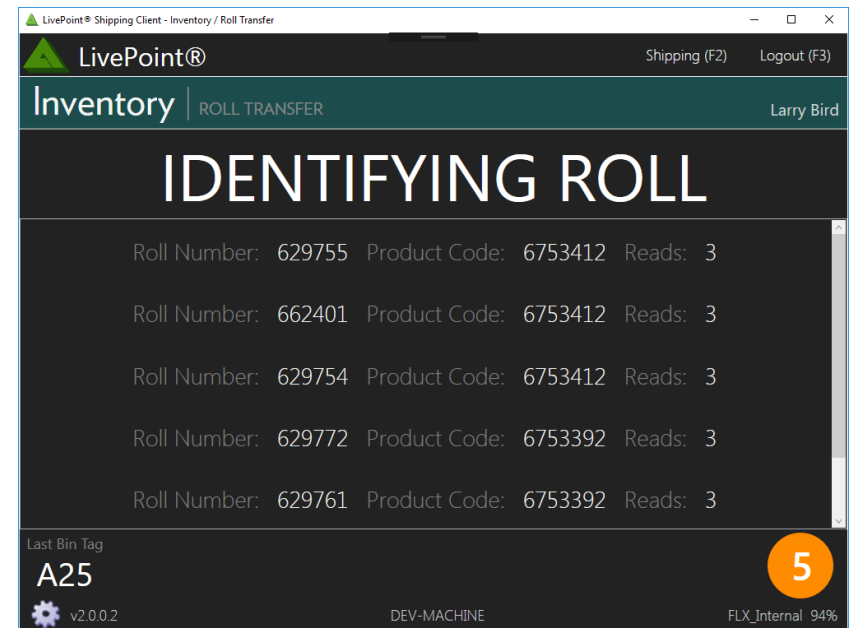 LivePoint® Shipping Client - Inventory / Roll Transfer
LivePoint®
Shipping (F2) Logout (F3)
Inventory ROLL TRANSFER
Larry Bird
IDENTIFYING ROLL
Roll Number: 629755 Product Code: 6753412 Reads: 3
Roll Number: 662401 Product Code: 6753412 Reads: 3
Roll Number: 629754 Product Code: 6753412 Reads: 3
Roll Number: 629772 Product Code: 6753392 Reads: 3
Roll Number: 629761 Product Code: 6753392 Reads: 3
Last Bin Tag
A25
5
v2.0.0.2 DEV-MACHINE FLX_Internal 94%